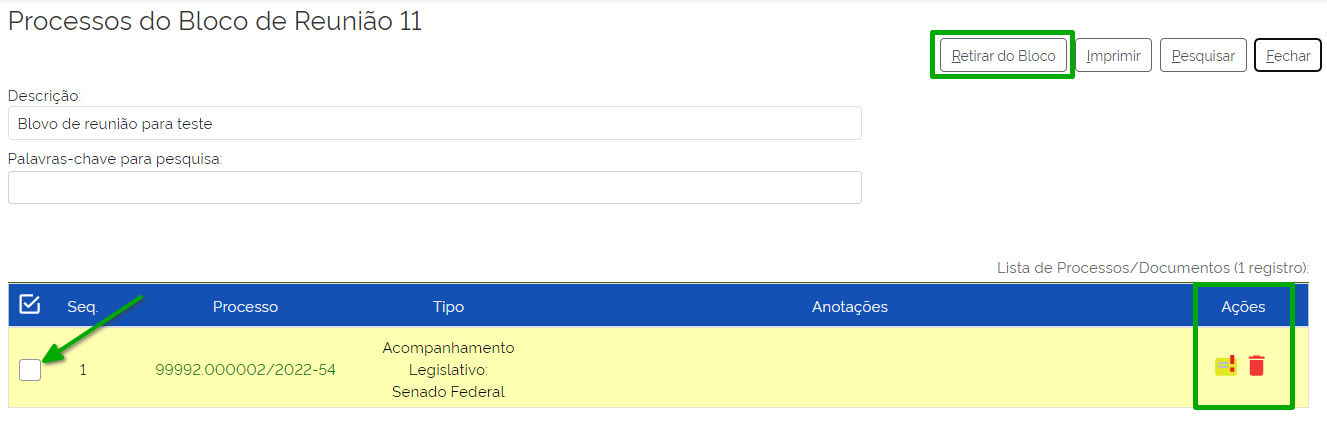 Processos do Bloco de Reunião 11
Retirar do Bloco Imprimir Pesquisar Fechar
Descrição:
Blovo de reunião para teste
Palavras-chave para pesquisa:
Lista de Processos/Documentos (1 registro):
Seq. Processo Tipo Anotações Ações
1 99992.000002/2022-54 Acompanhamento
Legislativo:
Senado Federal